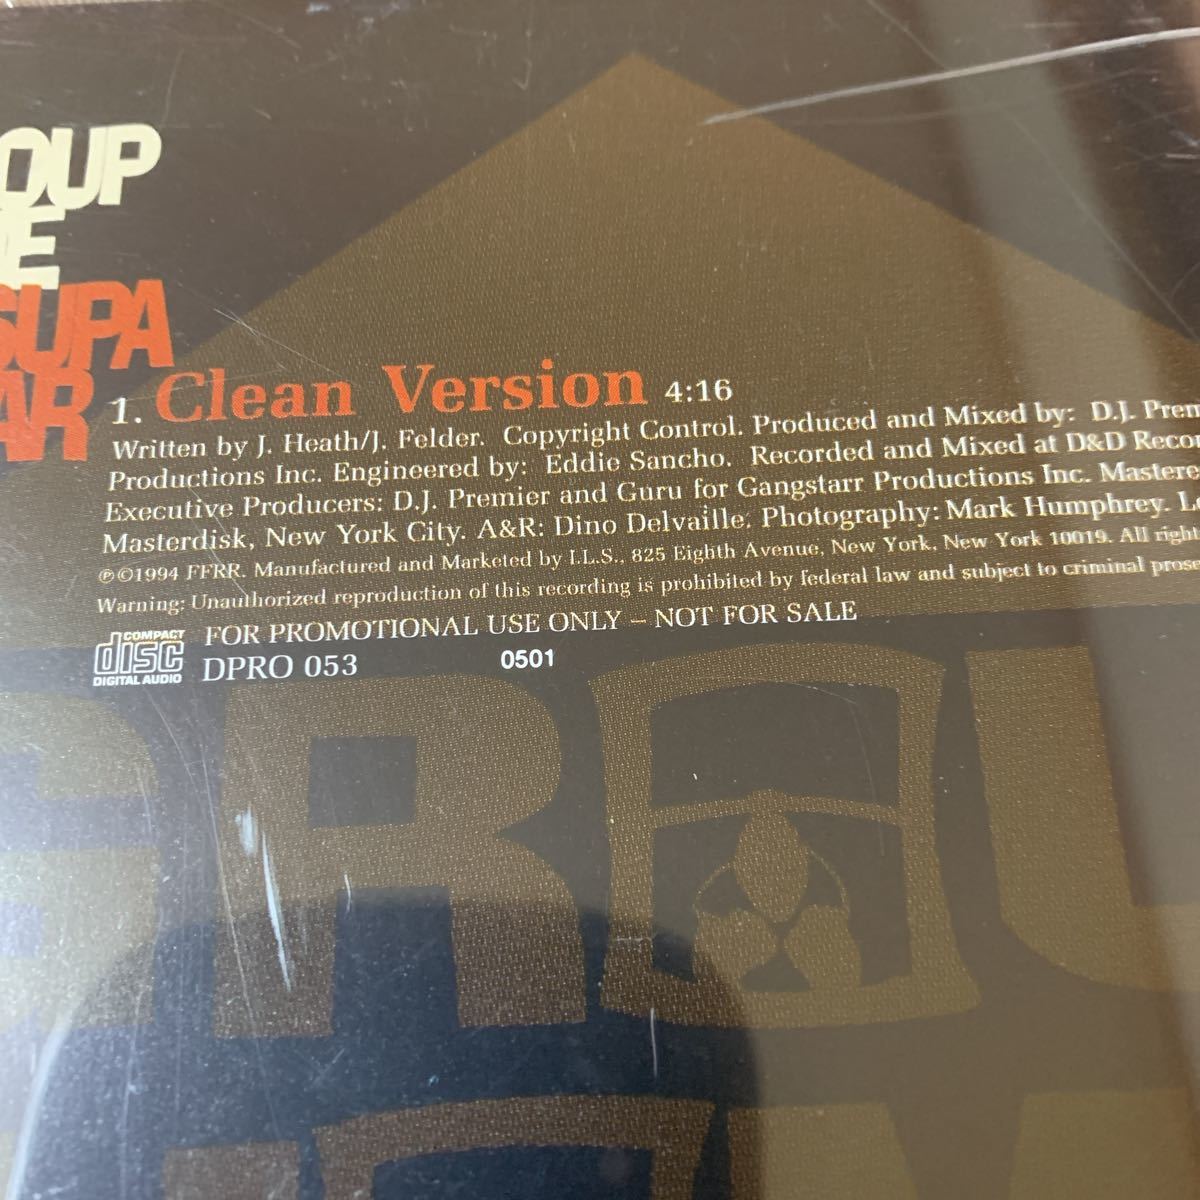 OUP
SUPA
1. Clean Version 4:16
Written by J. Heath/J. Felder. Copyright Control. Produced and Mixed by: D.J. Prem
Productions Inc. Engineered by: Eddie Sancho. Recorded and Mixed at D&D Recor
Executive Producers: D.J. Premier and Guru for Gangstarr Productions Inc. Mastere
Masterdisk, New York City. A&R: Dino Delvaille. Photography: Mark Humphrey.
℗©1994 FFRR. Manufactured and Marketed by I.L.S., 825 Eighth Avenue, New York, New York 10019. All right
Warning: Unauthorized reproduction of this recording is prohibited by federal law and subject to criminal prose
COMPACT
disc
DIGITAL AUDIO
FOR PROMOTIONAL USE ONLY – NOT FOR SALE
DPRO 053 0501